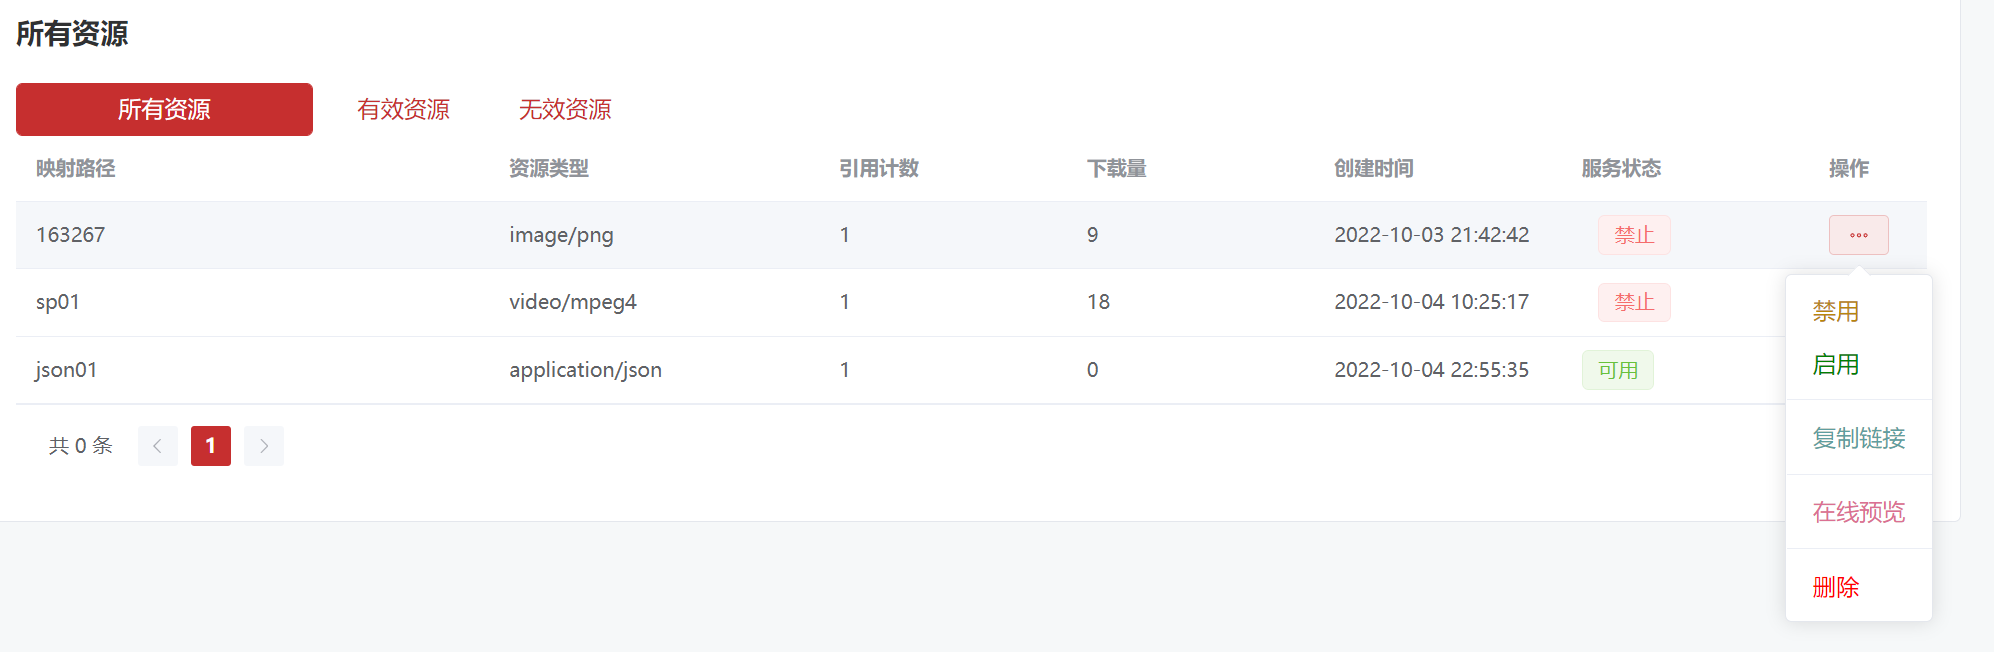 所有资源
所有资源 有效资源 无效资源
映射路径 资源类型 引用计数 下载量 创建时间 服务状态 操作
163267 image/png 1 9 2022-10-03 21:42:42 禁止
sp01 video/mpeg4 1 18 2022-10-04 10:25:17 禁止
json01 application/json 1 0 2022-10-04 22:55:35 可用
共 0 条 1
禁用
启用
复制链接
在线预览
删除